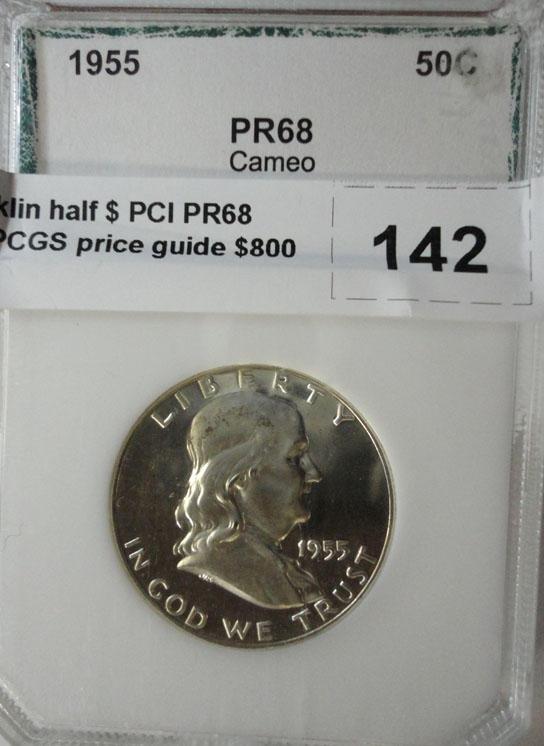 1955 50C
PR68
Cameo
klin half $ PCI PR68
PCGS price guide $800
142
LIBERTY
1955
IN GOD WE TRUST